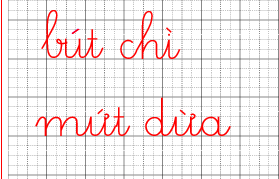 bút chì
mứt dừa